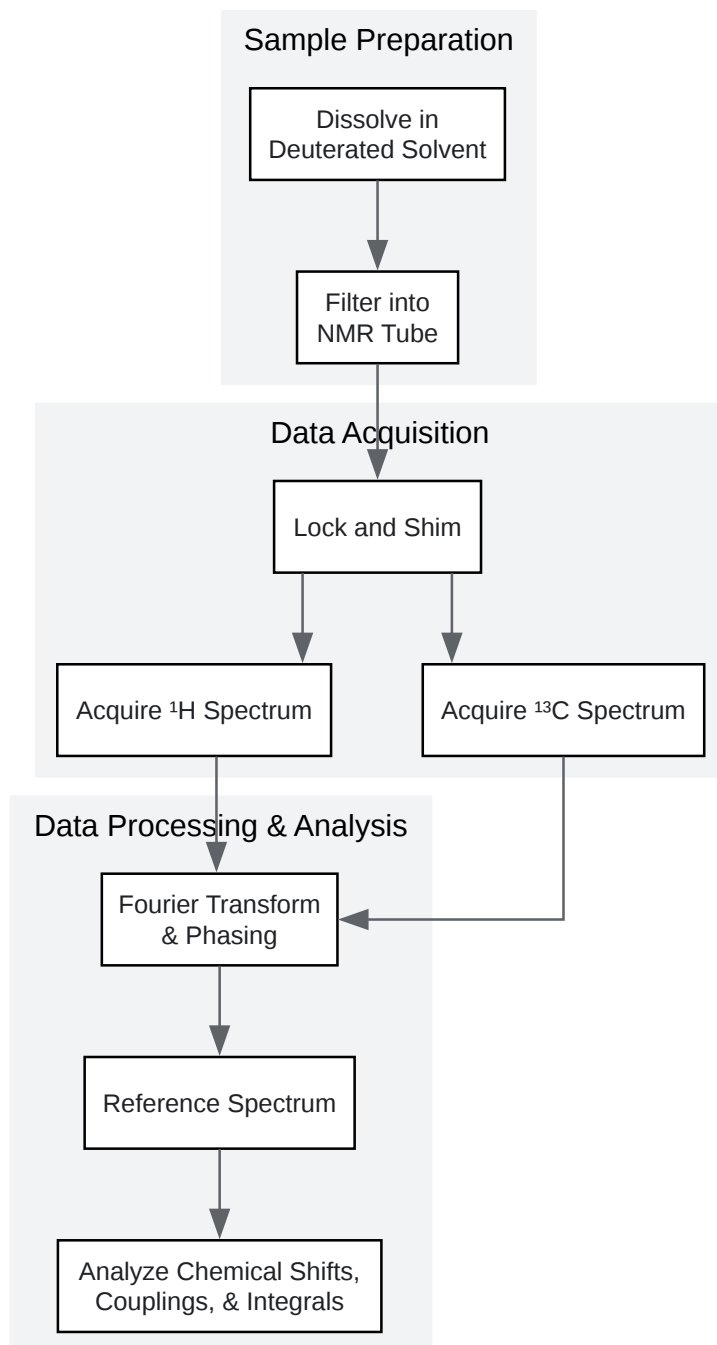 Sample Preparation
Dissolve in
Deuterated Solvent
Filter into
NMR Tube
Data Acquisition
Lock and Shim
Acquire ¹H Spectrum
Acquire ¹³C Spectrum
Data Processing & Analysis
Fourier Transform
& Phasing
Reference Spectrum
Analyze Chemical Shifts,
Couplings, & Integrals